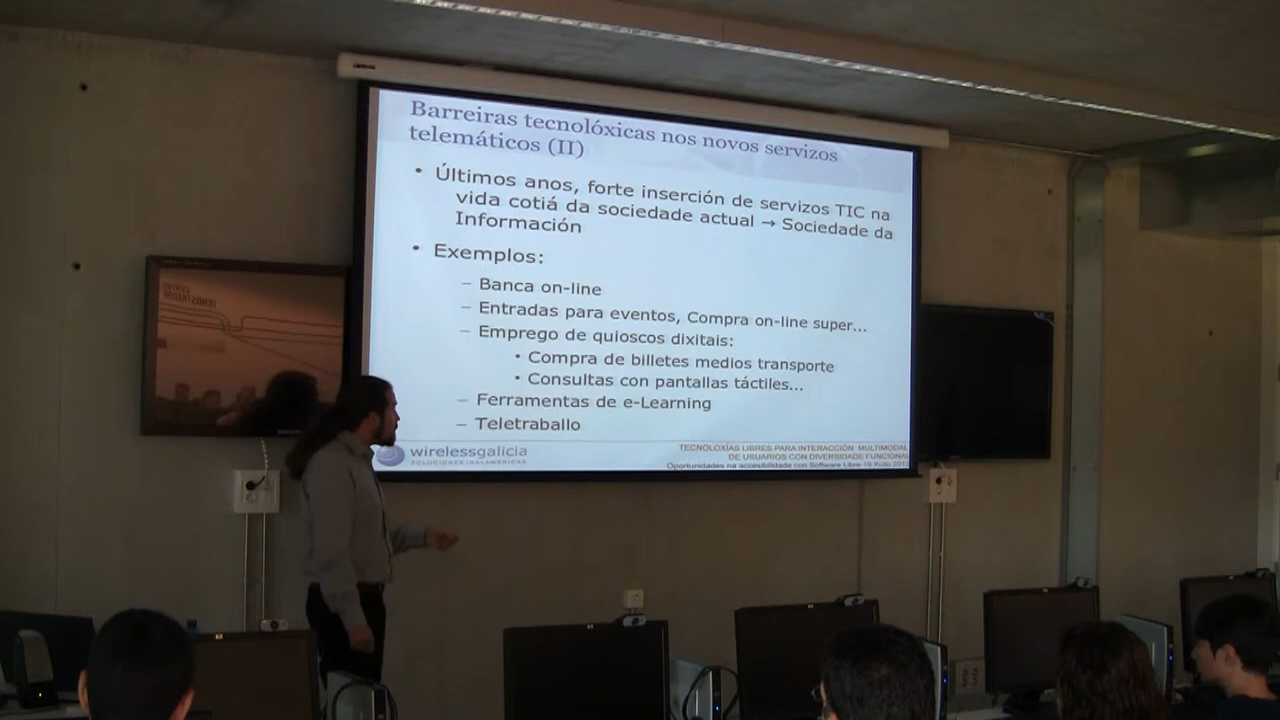 Barreiras tecnolóxicas nos novos servizos
telemáticos (II)
• Últimos anos, forte inserción de servizos TIC na
vida cotiá da sociedade actual → Sociedade da
Información
• Exemplos:
– Banca on-line
– Entradas para eventos, Compra on-line super...
– Emprego de quioscos dixitais:
• Compra de billetes medios transporte
• Consultas con pantallas táctiles...
– Ferramentas de e-Learning
– Teletraballo
wirelessgalicia
SOLUCIONES INALÁMBRICAS
TECNOLOXÍAS LIBRES PARA INTERACCIÓN MULTIMODAL
DE USUARIOS CON DIVERSIDADE FUNCIONAL
Oportunidades na accesibilidade con Software Libre